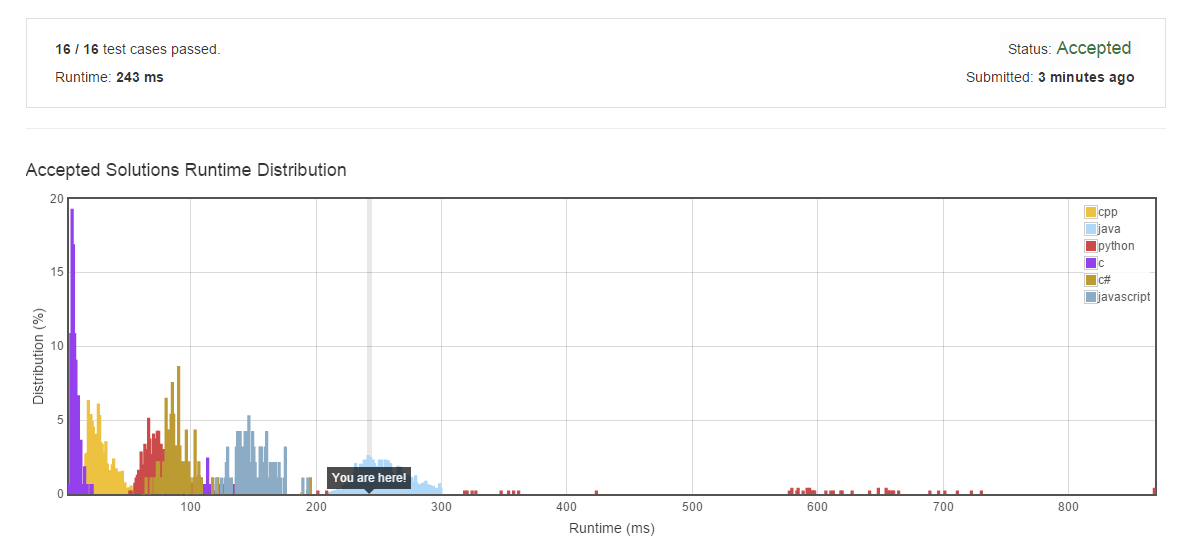 16 / 16 test cases passed.
Status: Accepted
Runtime: 243 ms
Submitted: 3 minutes ago
Accepted Solutions Runtime Distribution
20
15
10
5
0
Distribution (%)
cpp
java
python
c
c#
javascript
You are here!
100
200
300
400
500
600
700
800
Runtime (ms)